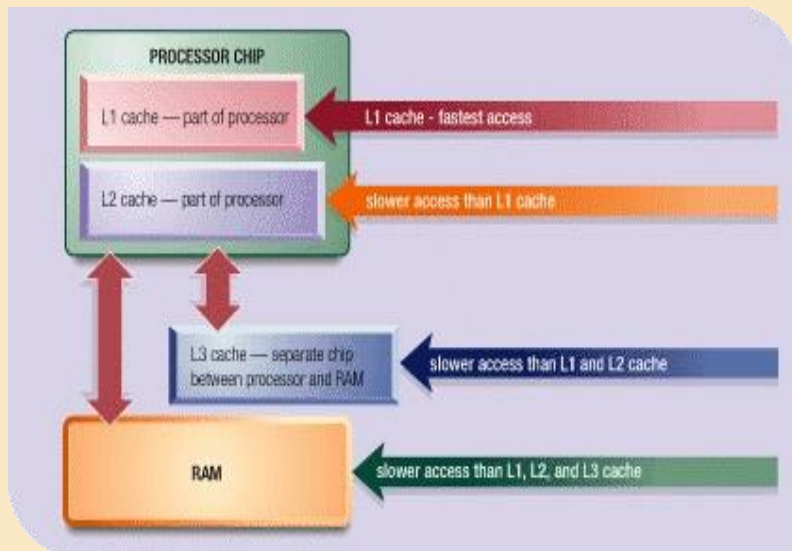 PROCESSOR CHIP
L1 cache — part of processor
L1 cache - fastest access
L2 cache — part of processor
slower access than L1 cache
L3 cache — separate chip
between processor and RAM
slower access than L1 and L2 cache
RAM
slower access than L1, L2, and L3 cache